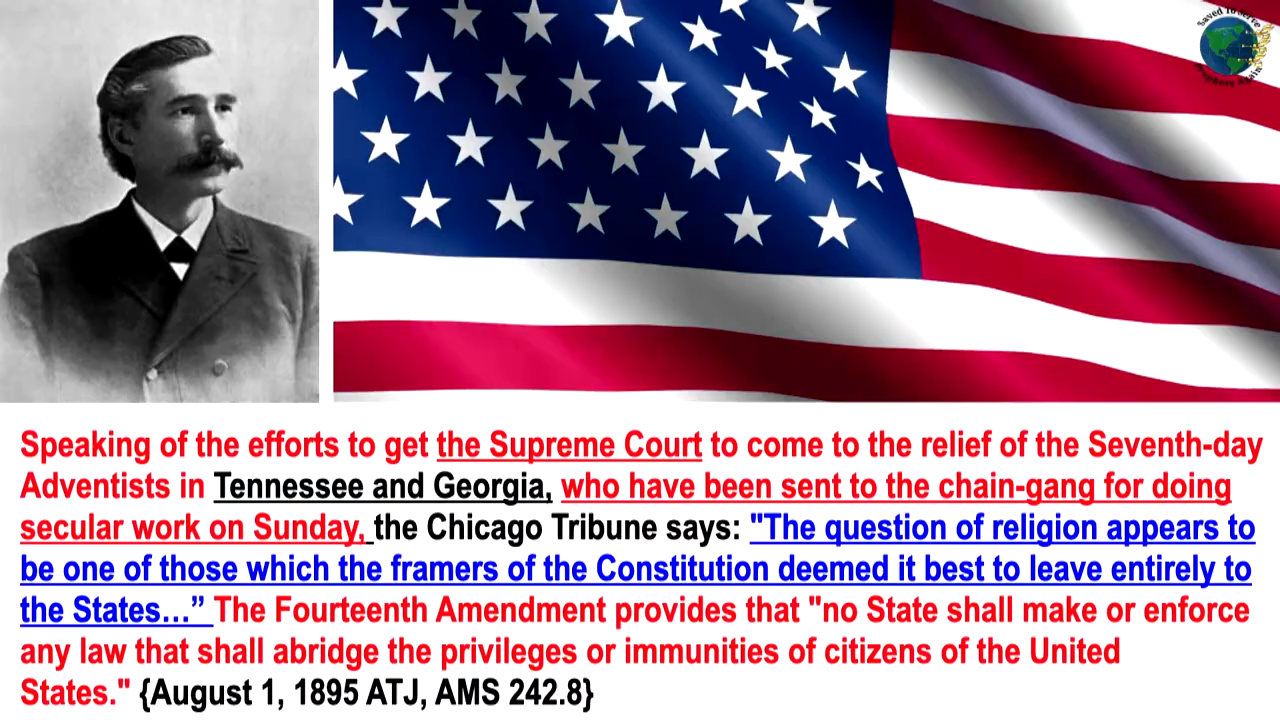 Saved To Serve
Prophesy Again
Speaking of the efforts to get the Supreme Court to come to the relief of the Seventh-day
Adventists in Tennessee and Georgia, who have been sent to the chain-gang for doing
secular work on Sunday, the Chicago Tribune says: "The question of religion appears to
be one of those which the framers of the Constitution deemed it best to leave entirely to
the States…” The Fourteenth Amendment provides that "no State shall make or enforce
any law that shall abridge the privileges or immunities of citizens of the United
States." {August 1, 1895 ATJ, AMS 242.8}